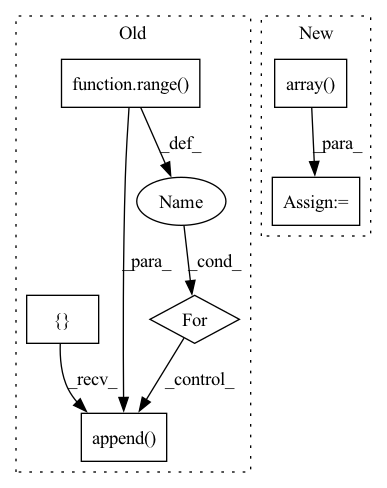 Old
New
function.range()
array()
_def_
_para_
Name
Assign:=
_para_
_cond_
{}
For
_recv_
_control_
append()